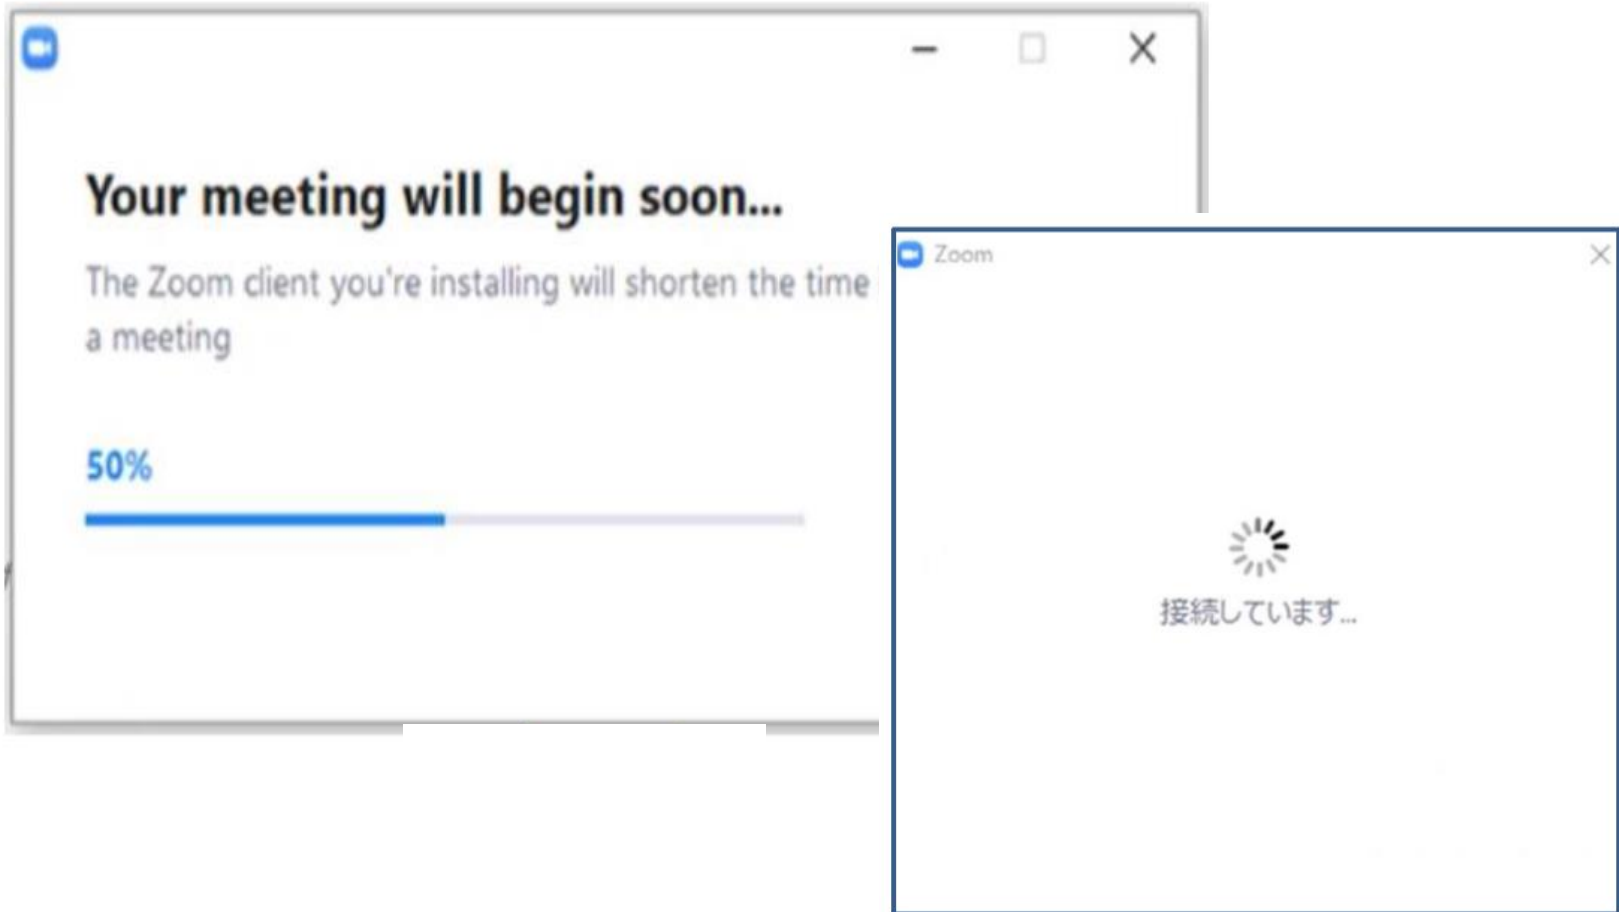 Your meeting will begin soon...
The Zoom client you're installing will shorten the time
a meeting
50%
Zoom
接続しています...